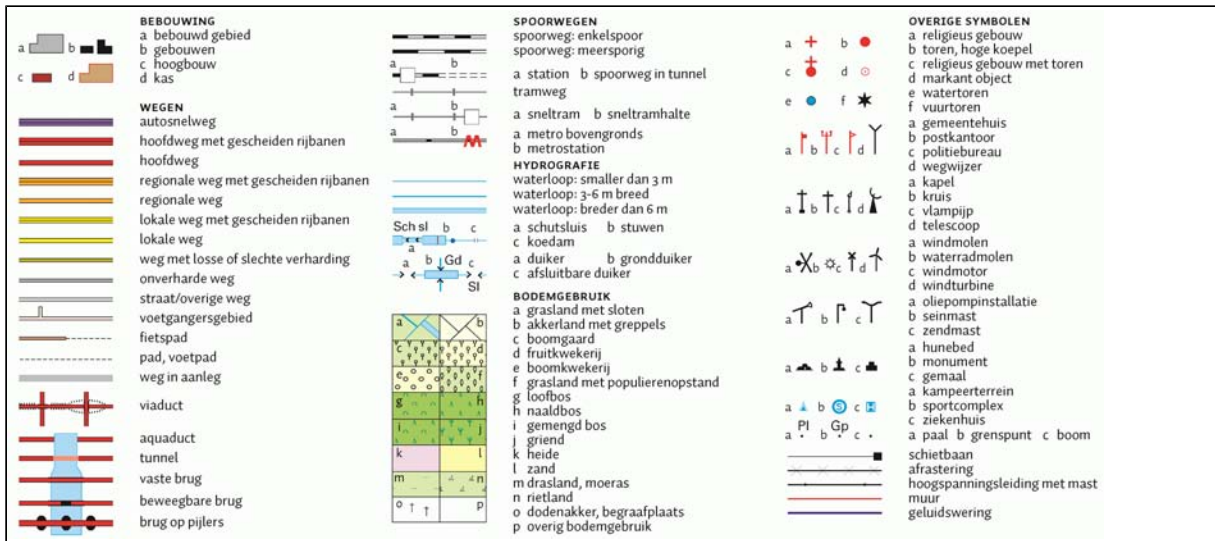 BEBOUWING
a bebouwd gebied
b gebouwen
c hoogbouw
d kas
a b
c d
WEGEN
autosnelweg
hoofdweg met gescheiden rijbanen
hoofdweg
regionale weg met gescheiden rijbanen
regionale weg
lokale weg met gescheiden rijbanen
lokale weg
weg met losse of slechte verharding
onverharde weg
straat/overige weg
voetgangersgebied
fietspad
pad, voetpad
weg in aanleg
viaduct
aquaduct
tunnel
vaste brug
beweegbare brug
brug op pijlers
SPOORWEGEN
spoorweg: enkelspoor
spoorweg: meersporig
a b
a station b spoorweg in tunnel
tramweg
a b
a sneltram b sneltramhalte
a b
a metro bovengronds
b metrostation
HYDROGRAFIE
waterloop: smaller dan 3 m
waterloop: 3-6 m breed
waterloop: breder dan 6 m
Sch sl b c
a
a schutsluis b stuwen
c koedam
a b Gd c
Sl
a duiker b grondduiker
c afsluitbare duiker
BODEMGEBRUIK
a b
c d
e f
g h
i j
k l
m n
o p
a grasland met sloten
b akkerland met greppels
c boomgaard
d fruitkwekerij
e boomkwekerij
f grasland met populierenopstand
g loofbos
h naaldbos
i gemengd bos
j griend
k heide
l zand
m drasland, moeras
n rietland
o dodenakker, begraafplaats
p overig bodemgebruik
OVERIGE SYMBOLEN
a b
c d
e f
a religieus gebouw
b toren, hoge koepel
c religieus gebouw met toren
d markant object
e watertoren
f vuurtoren
a b c d
a gemeentehuis
b postkantoor
c politiebureau
d wegwijzer
a b c d
a kapel
b kruis
c vlampijp
d telescoop
a b c d
a windmolen
b waterradmolen
c windmotor
d windturbine
a b c
a oliepompinstallatie
b seinmast
c zendmast
a b c
a hunebed
b monument
c gemaal
a b S c H
a kampeerterrein
b sportcomplex
c ziekenhuis
Pl Gp
a b c
a paal b grenspunt c boom
schietbaan
afrastering
hoogspanningsleiding met mast
muur
geluidswering